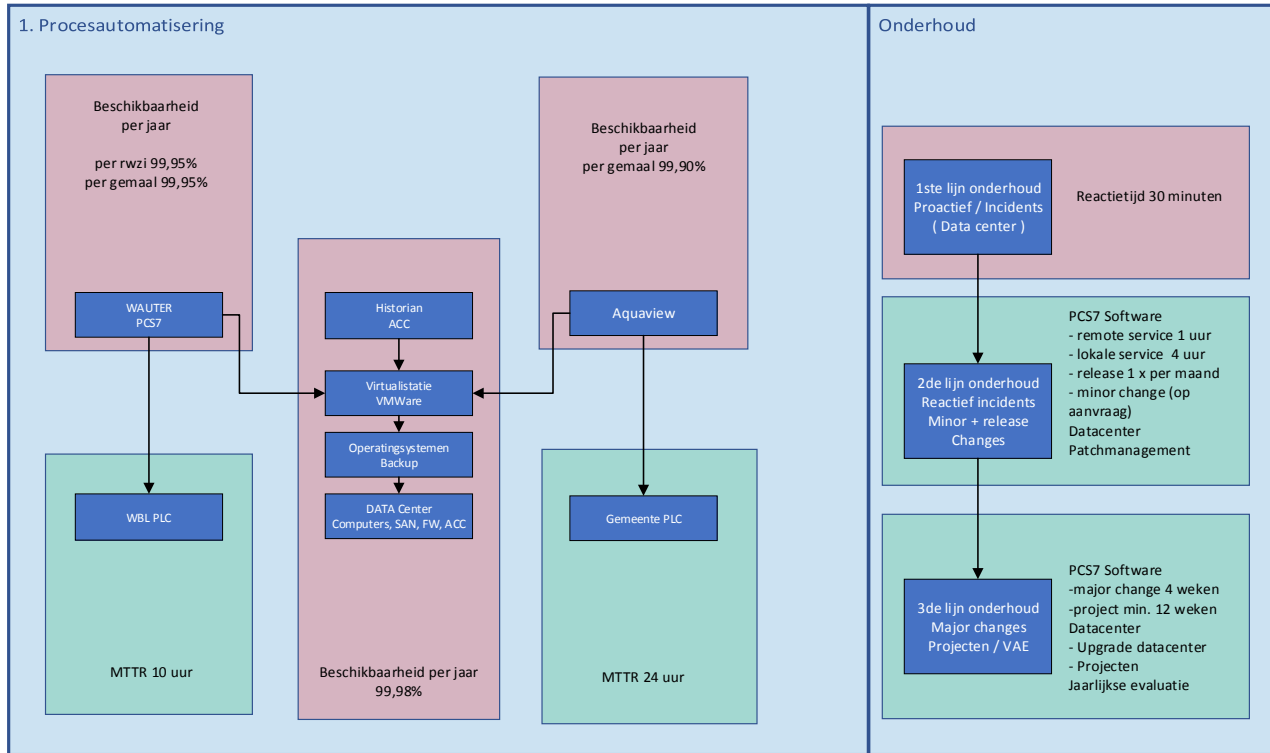 1. Procesautomatisering
Beschikbaarheid
per jaar
per rwzi 99,95%
per gemaal 99,95%
WAUTER
PCS7
WBL PLC
MTTR 10 uur
Historian
ACC
Virtualistatie
VMWare
Operatingsystemen
Backup
DATA Center
Computers, SAN, FW, ACC
Beschikbaarheid per jaar
99,98%
Beschikbaarheid
per jaar
per gemaal 99,90%
Aquaview
Gemeente PLC
MTTR 24 uur
Onderhoud
1ste lijn onderhoud
Proactief / Incidents
( Data center )
Reactietijd 30 minuten
2de lijn onderhoud
Reactief incidents
Minor + release
Changes
PCS7 Software
- remote service 1 uur
- lokale service 4 uur
- release 1 x per maand
- minor change (op
aanvraag)
Datacenter
Patchmanagement
3de lijn onderhoud
Major changes
Projecten / VAE
PCS7 Software
-major change 4 weken
-project min. 12 weken
Datacenter
- Upgrade datacenter
- Projecten
Jaarlijkse evaluatie